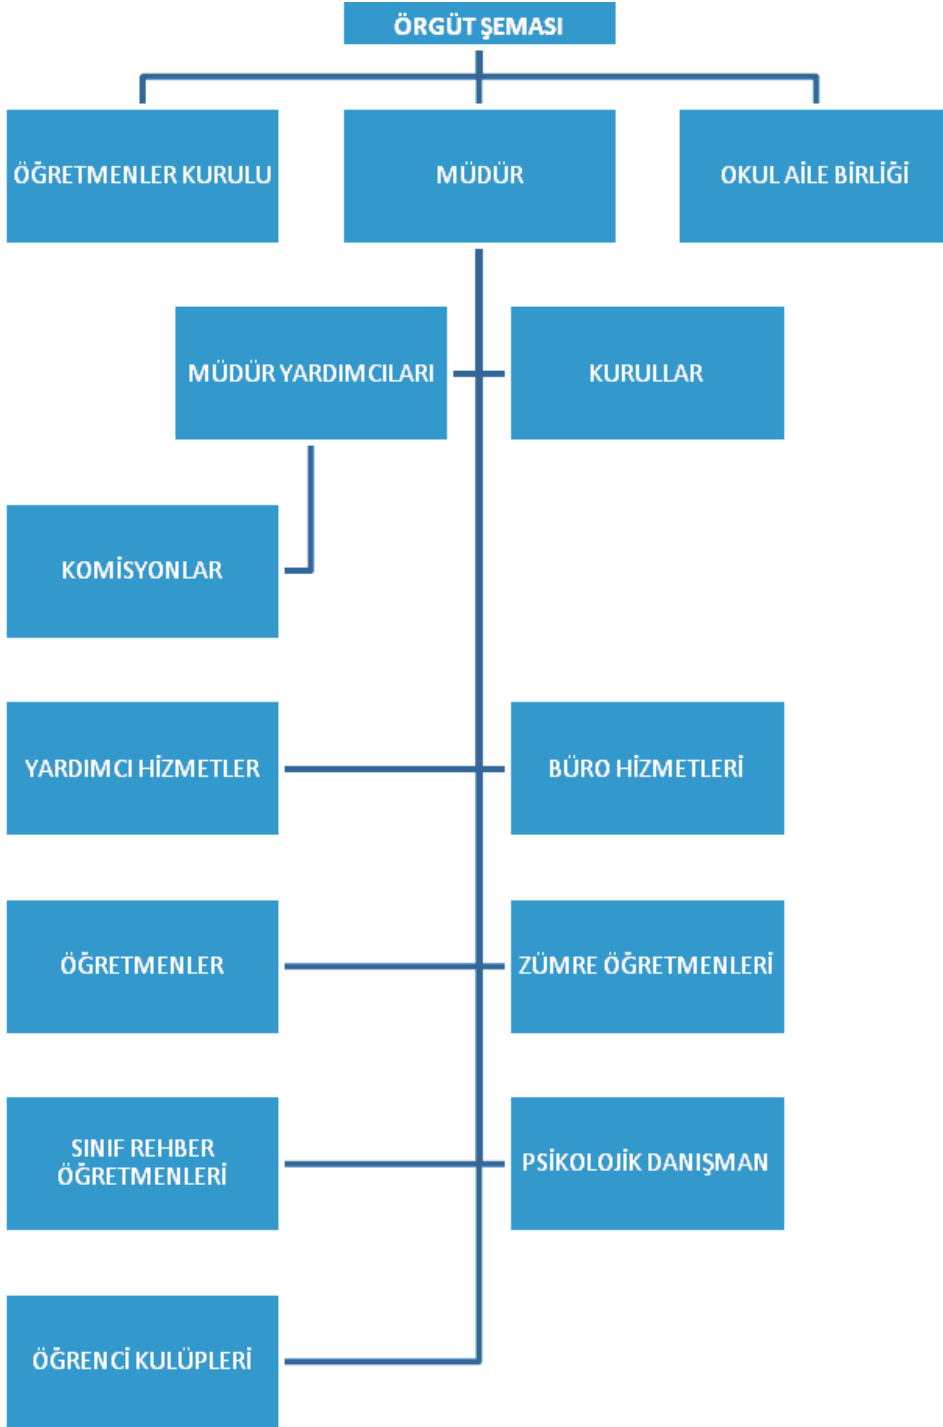 ÖRGÜT ŞEMASI
ÖĞRETMENLER KURULU
MÜDÜR
OKUL AİLE BİRLİĞİ
MÜDÜR YARDIMCILARI
KURULLAR
KOMİSYONLAR
YARDIMCI HİZMETLER
BÜRO HİZMETLERİ
ÖĞRETMENLER
ZÜMRE ÖĞRETMENLERİ
SINIF REHBER
ÖĞRETMENLERİ
PSİKOLOJİK DANIŞMAN
ÖĞRENCİ KULÜPLERİ